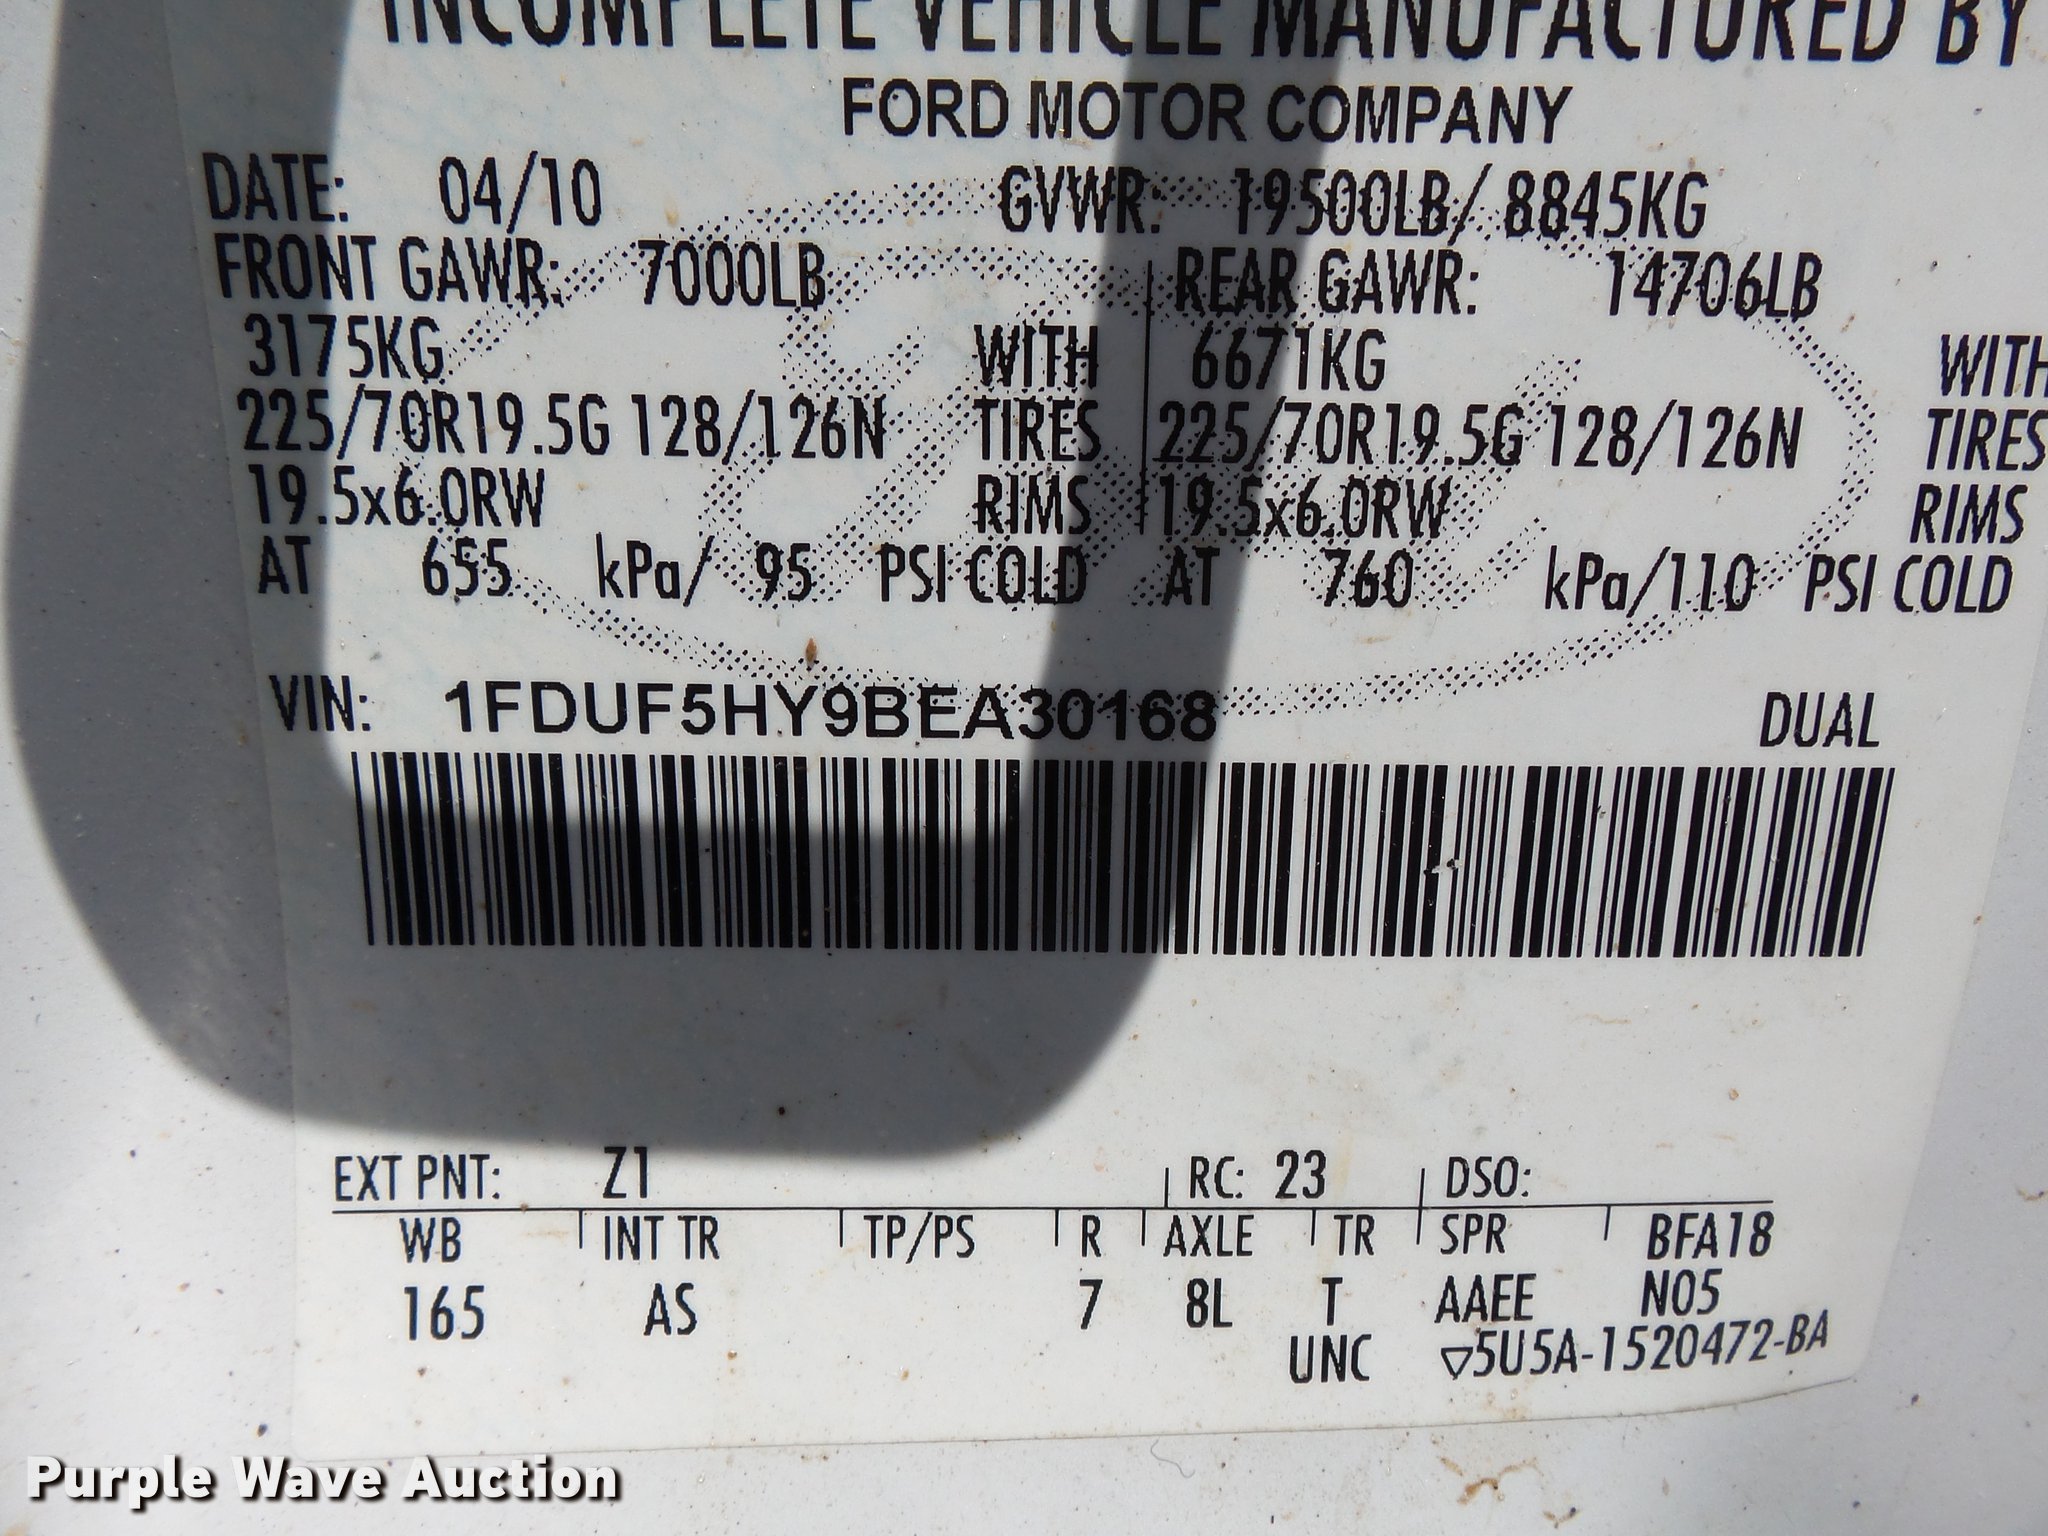 INCOMPLETE VEHICLE MANUFACTURED BY
FORD MOTOR COMPANY
DATE: 04/10 GVWR: 19500LB/ 8845KG
FRONT GAWR: 7000LB REAR GAWR: 14706LB
3175KG WITH 6671KG WITH
225/70R19.5G 128/126N TIRES 225/70R19.5G 128/126N TIRES
19.5x6.0RW RIMS 19.5x6.0RW RIMS
AT 655 kPa/ 95 PSI COLD AT 760 kPa/110 PSI COLD
VIN: 1FDUF5HY9BEA30168 DUAL
EXT PNT: Z1 RC: 23 DSO:
WB INT TR TP/PS R AXLE TR SPR BFA18
165 AS 7 8L T AAEE N05
UNC ▽5U5A-1520472-BA
Purple Wave Auction